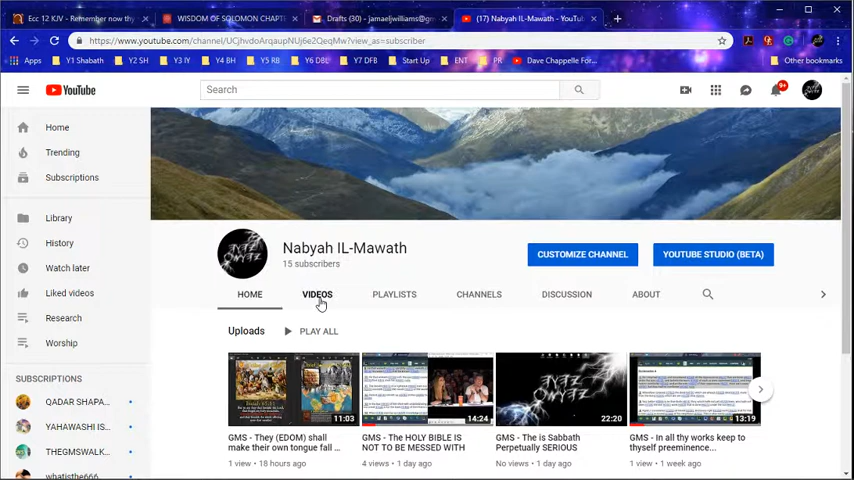 Ecc 12 KJV - Remember now thy
WISDOM OF SOLOMON CHAPT
Drafts (30) - jamaeljwilliams@gm
(17) Nabyah IL-Mawath - YouTu
https://www.youtube.com/channel/UCjhvdoArqaupNUj6e2QeqMw?view_as=subscriber
Apps
Y1 Shabath
Y2 SH
Y3 IY
Y4 BH
Y5 RB
Y6 DBL
Y7 DFB
Start Up
ENT
PR
Dave Chappelle For...
Other bookmarks
YouTube
Search
9+
Home
Trending
Subscriptions
Library
History
Watch later
Liked videos
Research
Worship
SUBSCRIPTIONS
QADAR SHAPA...
YAHAWASHI IS...
THEGMSWALK...
whatisthe666
Nabyah IL-Mawath
15 subscribers
CUSTOMIZE CHANNEL
YOUTUBE STUDIO (BETA)
HOME
VIDEOS
PLAYLISTS
CHANNELS
DISCUSSION
ABOUT
Uploads
PLAY ALL
11:03
GMS - They (EDOM) shall
make their own tongue fall ...
1 view • 18 hours ago
14:24
GMS - The HOLY BIBLE IS
NOT TO BE MESSED WITH
4 views • 1 day ago
22:20
GMS - The is Sabbath
Perpetually SERIOUS
No views • 1 day ago
13:19
GMS - In all thy works keep to
thyself preeminence...
1 view • 1 week ago